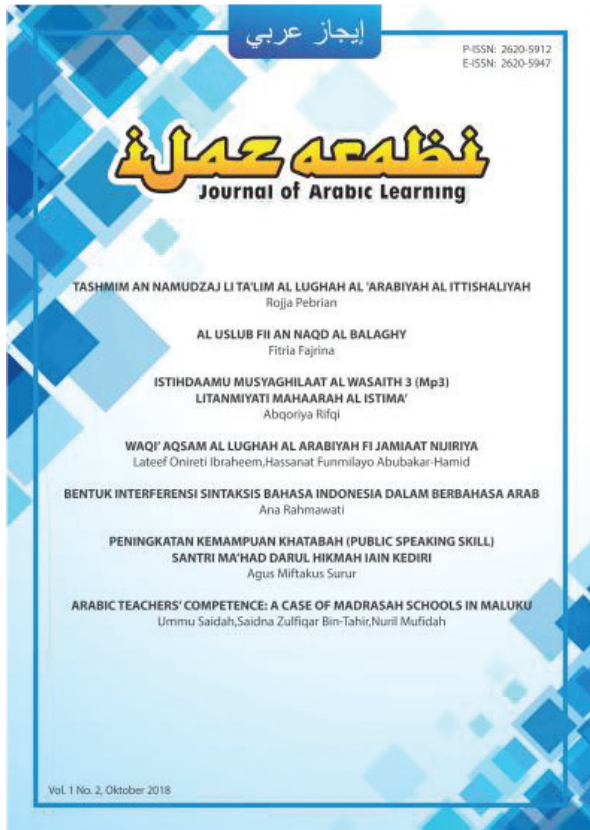 إيجاز عربي
P-ISSN: 2620-5912
E-ISSN: 2620-5947
iJaz arabi
Journal of Arabic Learning
TASHMIM AN NAMUDZAJ LI TA'LIM AL LUGHAH AL 'ARABIYAH AL ITTISHALIYAH
Rojja Pebrian
AL USLUB FII AN NAQD AL BALAGHY
Fitria Fajrina
ISTIHDAAMU MUSYAGHILAAT AL WASAITH 3 (Mp3)
LITANMIYATI MAHAARAH AL ISTIMA'
Abqoriya Rifqi
WAQI' AQSAM AL LUGHAH AL ARABIYAH FI JAMIAAT NIJIRIYA
Lateef Onireti Ibraheem,Hassanat Funmilayo Abubakar-Hamid
BENTUK INTERFERENSI SINTAKSIS BAHASA INDONESIA DALAM BERBAHASA ARAB
Ana Rahmawati
PENINGKATAN KEMAMPUAN KHATABAH (PUBLIC SPEAKING SKILL)
SANTRI MA'HAD DARUL HIKMAH IAIN KEDIRI
Agus Miftakus Surur
ARABIC TEACHERS' COMPETENCE: A CASE OF MADRASAH SCHOOLS IN MALUKU
Ummu Saidah,Saidna Zulfiqar Bin-Tahir,Nuril Mufidah
Vol. 1 No. 2, Oktober 2018